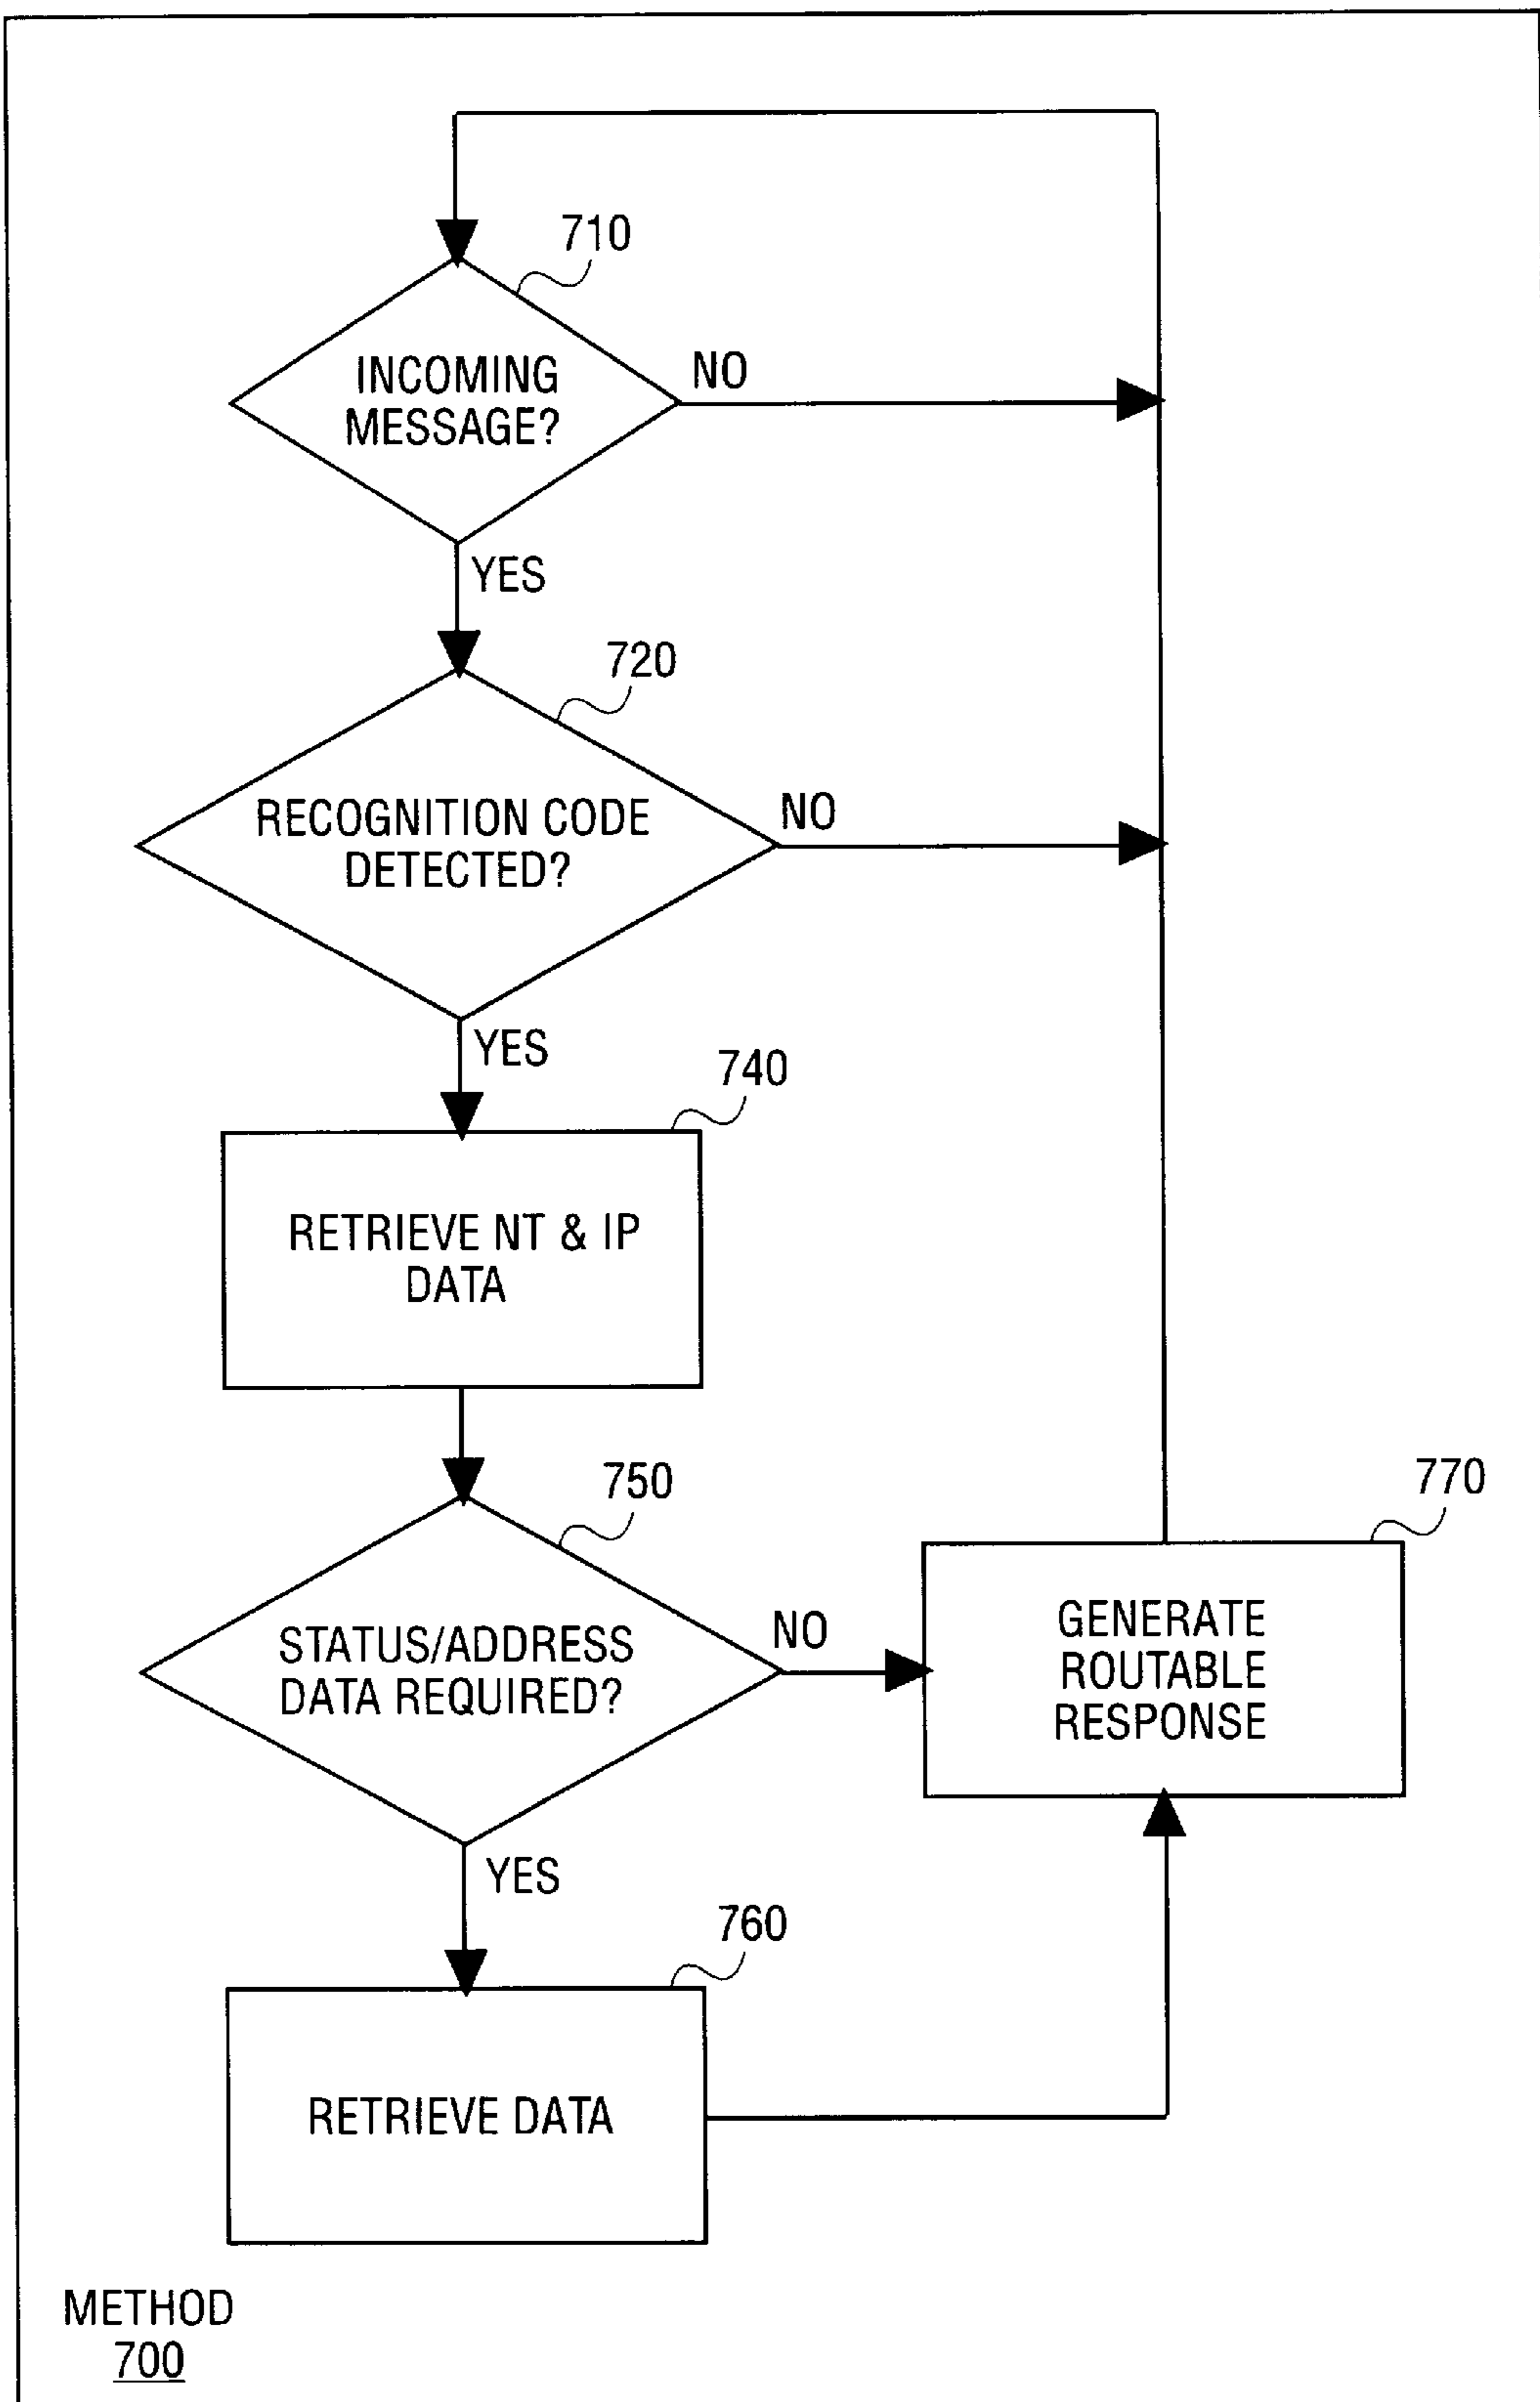 710
INCOMING
MESSAGE?
NO
YES
720
RECOGNITION CODE
DETECTED?
NO
YES
740
RETRIEVE NT & IP
DATA
750
STATUS/ADDRESS
DATA REQUIRED?
NO
770
GENERATE
ROUTABLE
RESPONSE
YES
760
RETRIEVE DATA
METHOD
700